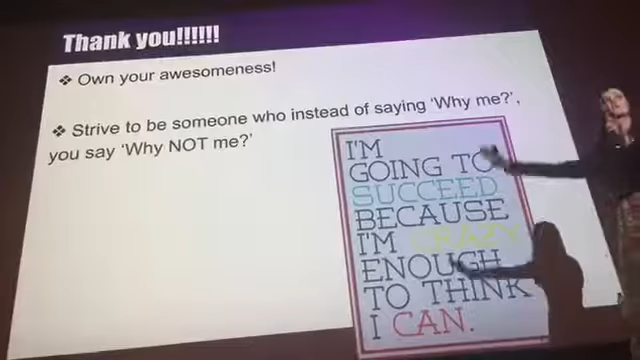 Thank you!!!!!!
❖ Own your awesomeness!
❖ Strive to be someone who instead of saying 'Why me?',
you say 'Why NOT me?'
I'M
GOING TO
SUCCEED
BECAUSE
I'M CRAZY
ENOUGH
TO THINK
I CAN.